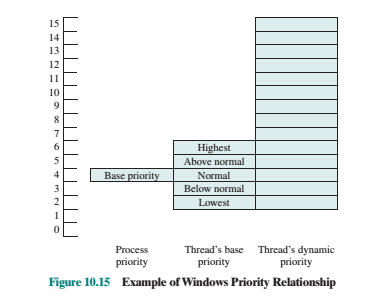 15
14
13
12
11
10
9
8
7
6
5
4
3
2
1
0
Highest
Above normal
Base priority
Normal
Below normal
Lowest
Process
priority
Thread's base
priority
Thread's dynamic
priority
Figure 10.15 Example of Windows Priority Relationship